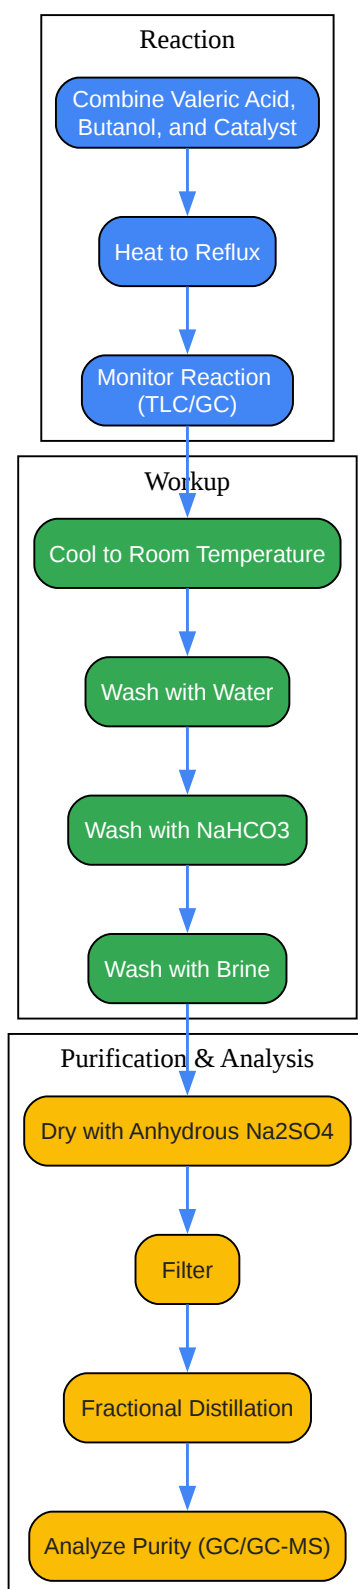 Reaction
Combine Valeric Acid,
Butanol, and Catalyst
Heat to Reflux
Monitor Reaction
(TLC/GC)
Workup
Cool to Room Temperature
Wash with Water
Wash with NaHCO3
Wash with Brine
Purification & Analysis
Dry with Anhydrous Na2SO4
Filter
Fractional Distillation
Analyze Purity (GC/GC-MS)